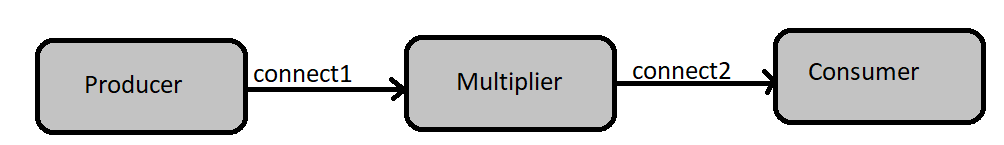 Producer
connect1
Multiplier
connect2
Consumer